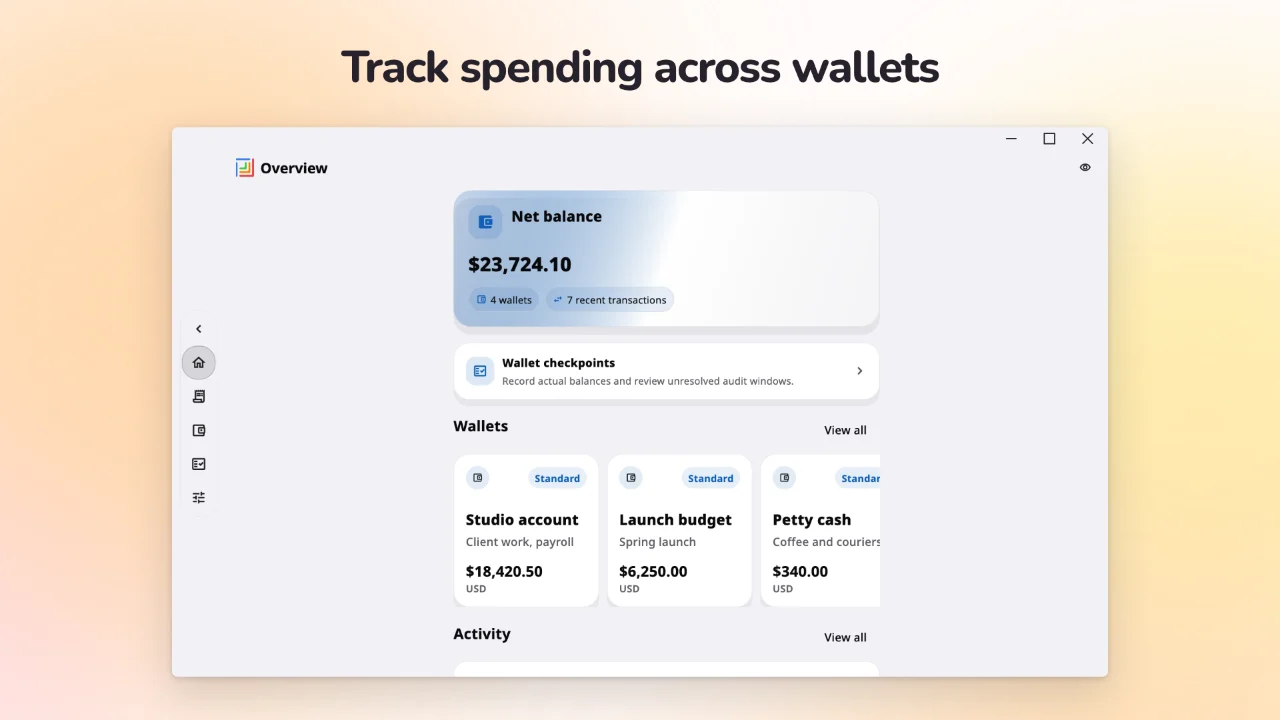 Track spending across wallets
Overview
Net balance
$23,724.10
4 wallets
7 recent transactions
Wallet checkpoints
Record actual balances and review unresolved audit windows.
Wallets
View all
Standard
Studio account
Client work, payroll
$18,420.50
USD
Standard
Launch budget
Spring launch
$6,250.00
USD
Standar
Petty cash
Coffee and couriers
$340.00
USD
Activity
View all